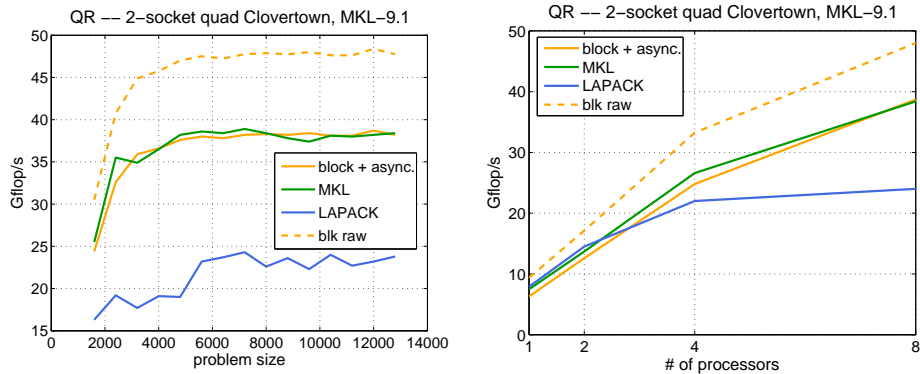 QR −− 2−socket quad Clovertown, MKL−9.1
50
45
40
35
30
25
20
15
Gflop/s
block + async.
MKL
LAPACK
blk raw
0 2000 4000 6000 8000 10000 12000 14000
problem size
QR −− 2−socket quad Clovertown, MKL−9.1
50
40
30
20
10
0
Gflop/s
block + async.
MKL
LAPACK
blk raw
1 2 4 8
# of processors